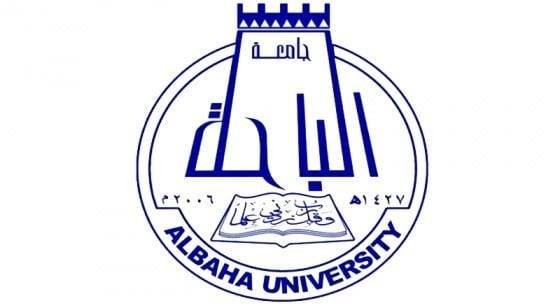 جامعة
الباحة
١٤٢٧هـ
٢٠٠٦م
وقل رب زدني علما
ALBAHA UNIVERSITY